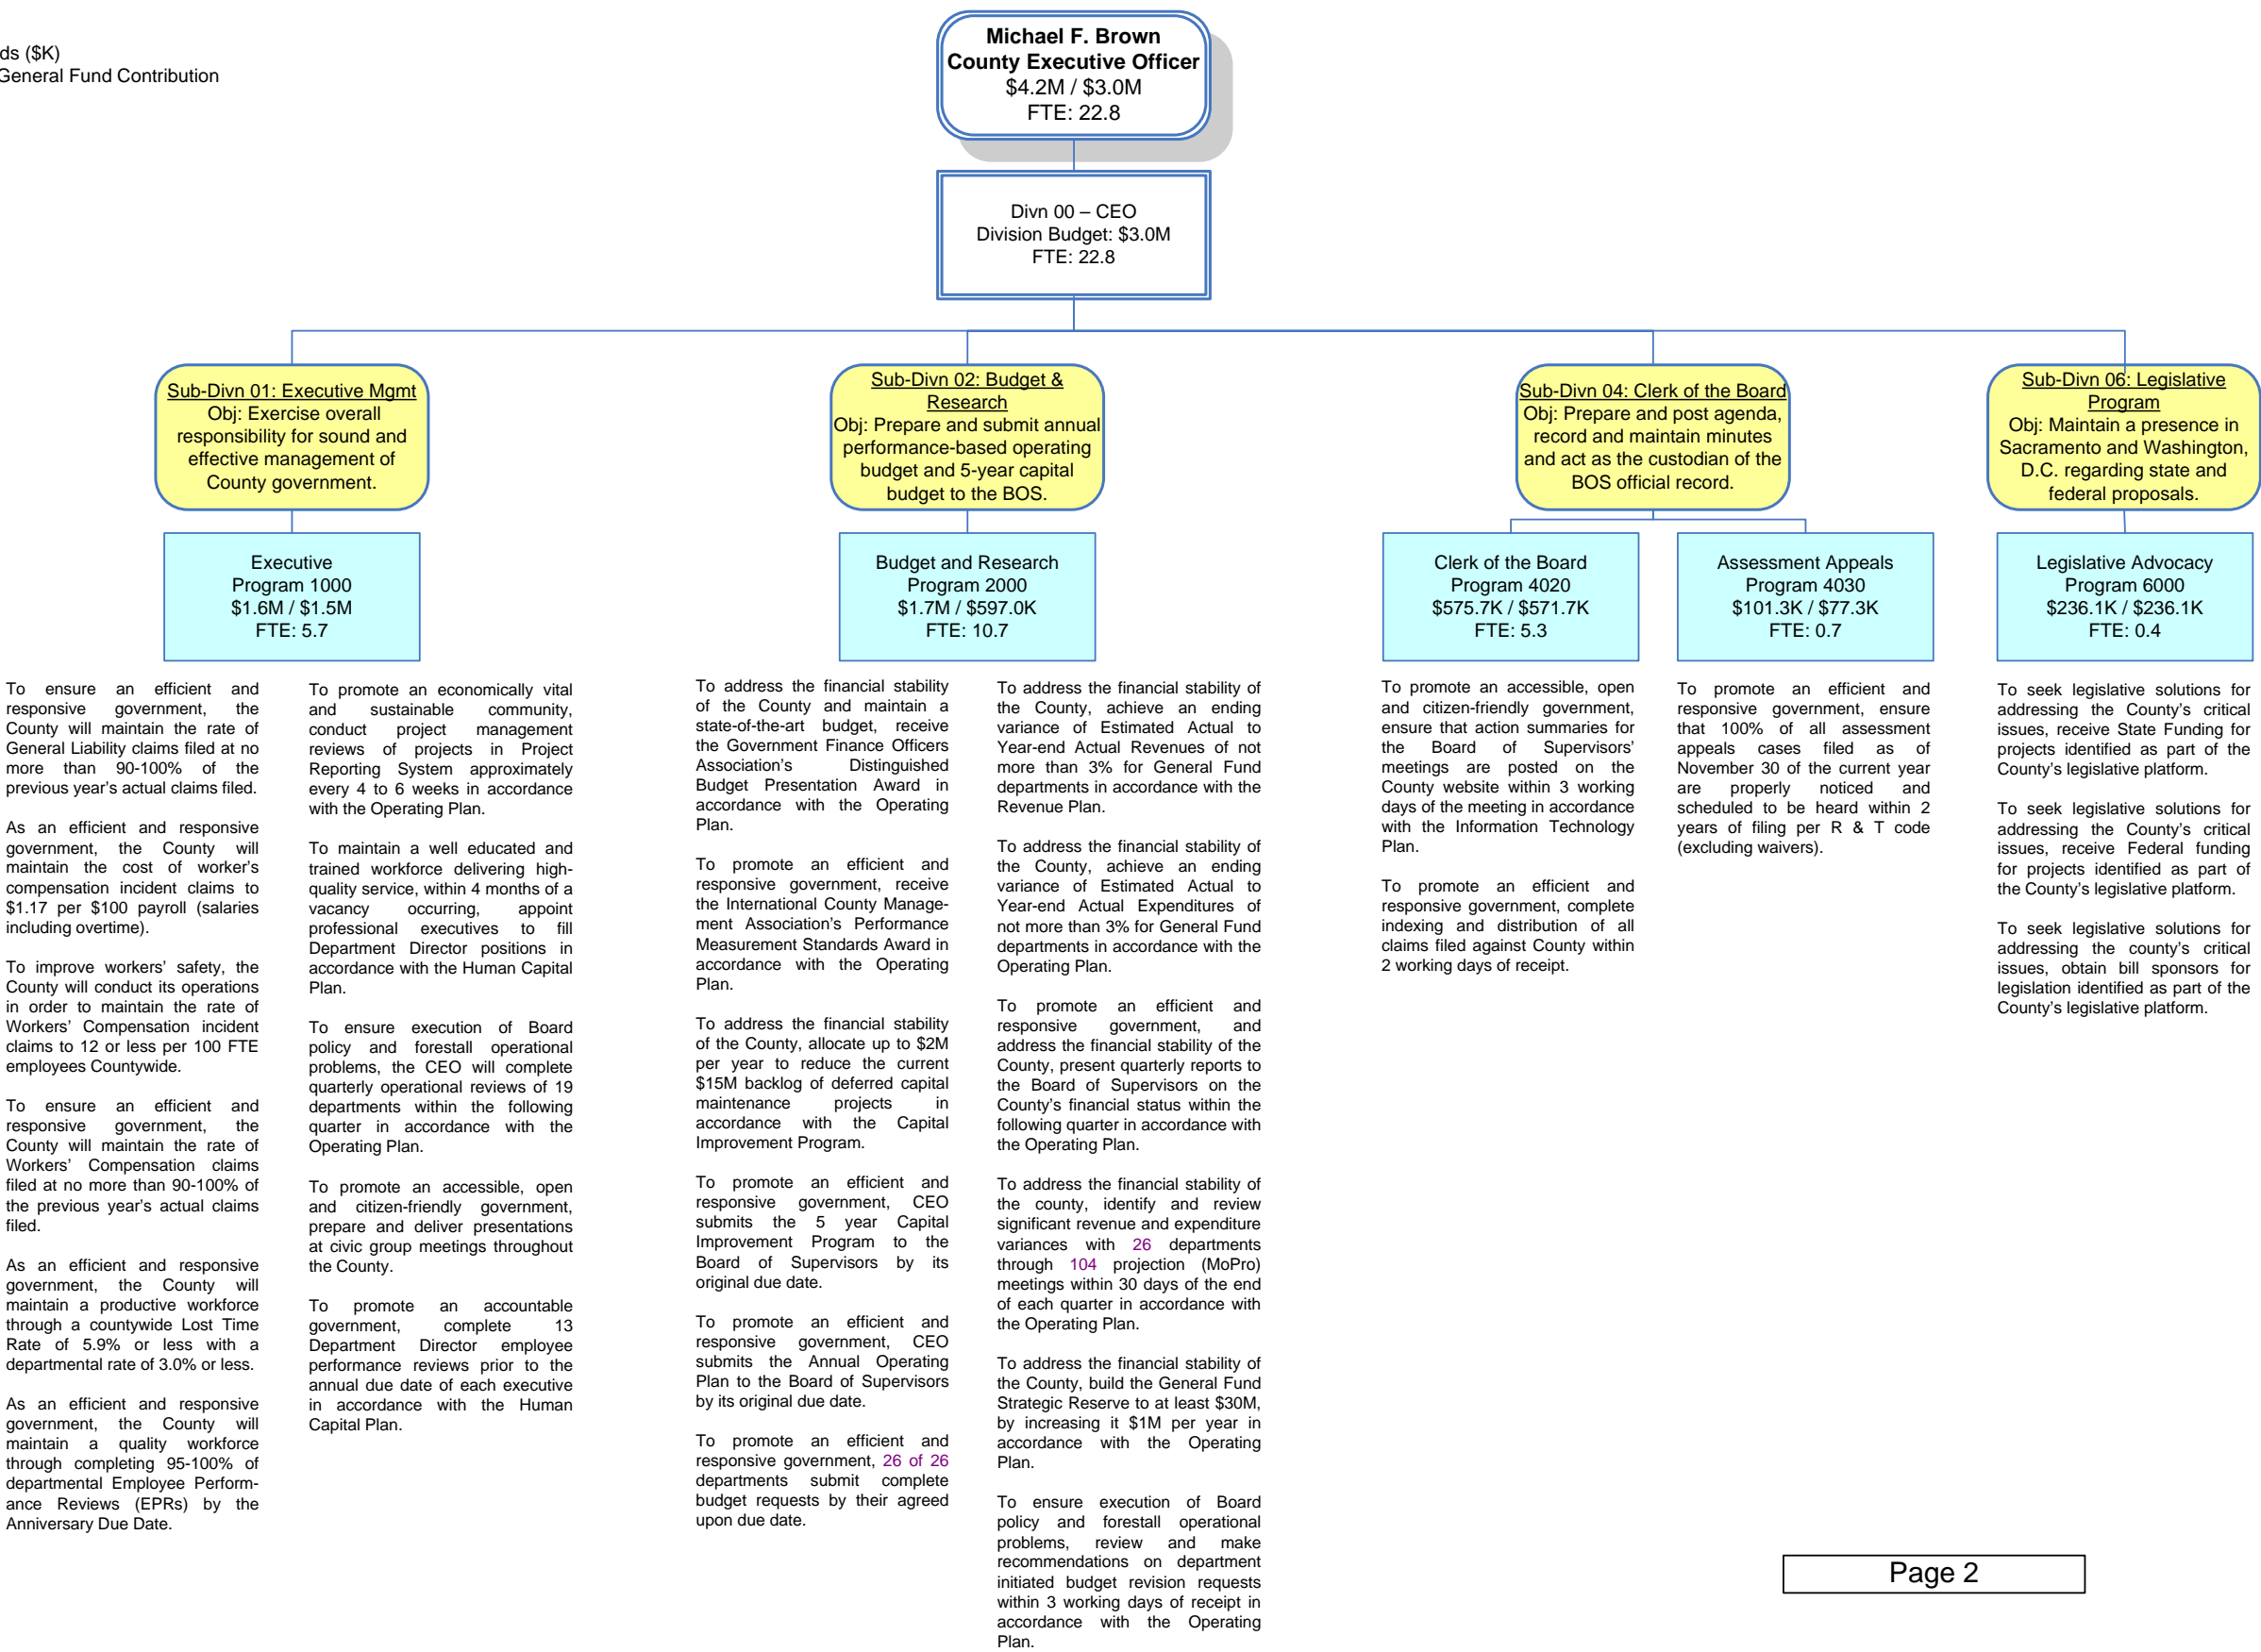 ds ($K)
General Fund Contribution
Michael F. Brown
County Executive Officer
$4.2M / $3.0M
FTE: 22.8
Divn 00 – CEO
Division Budget: $3.0M
FTE: 22.8
Sub-Divn 01: Executive Mgmt
Obj: Exercise overall
responsibility for sound and
effective management of
County government.
Sub-Divn 02: Budget &
Research
Obj: Prepare and submit annual
performance-based operating
budget and 5-year capital
budget to the BOS.
Sub-Divn 04: Clerk of the Board
Obj: Prepare and post agenda,
record and maintain minutes
and act as the custodian of the
BOS official record.
Sub-Divn 06: Legislative
Program
Obj: Maintain a presence in
Sacramento and Washington,
D.C. regarding state and
federal proposals.
Executive
Program 1000
$1.6M / $1.5M
FTE: 5.7
Budget and Research
Program 2000
$1.7M / $597.0K
FTE: 10.7
Clerk of the Board
Program 4020
$575.7K / $571.7K
FTE: 5.3
Assessment Appeals
Program 4030
$101.3K / $77.3K
FTE: 0.7
Legislative Advocacy
Program 6000
$236.1K / $236.1K
FTE: 0.4
To ensure an efficient and
responsive government, the
County will maintain the rate of
General Liability claims filed at no
more than 90-100% of the
previous year's actual claims filed.
As an efficient and responsive
government, the County will
maintain the cost of worker's
compensation incident claims to
$1.17 per $100 payroll (salaries
including overtime).
To improve workers' safety, the
County will conduct its operations
in order to maintain the rate of
Workers' Compensation incident
claims to 12 or less per 100 FTE
employees Countywide.
To ensure an efficient and
responsive government, the
County will maintain the rate of
Workers' Compensation claims
filed at no more than 90-100% of
the previous year's actual claims
filed.
As an efficient and responsive
government, the County will
maintain a productive workforce
through a countywide Lost Time
Rate of 5.9% or less with a
departmental rate of 3.0% or less.
As an efficient and responsive
government, the County will
maintain a quality workforce
through completing 95-100% of
departmental Employee Perform-
ance Reviews (EPRs) by the
Anniversary Due Date.
To promote an economically vital
and sustainable community,
conduct project management
reviews of projects in Project
Reporting System approximately
every 4 to 6 weeks in accordance
with the Operating Plan.
To maintain a well educated and
trained workforce delivering high-
quality service, within 4 months of a
vacancy occurring, appoint
professional executives to fill
Department Director positions in
accordance with the Human Capital
Plan.
To ensure execution of Board
policy and forestall operational
problems, the CEO will complete
quarterly operational reviews of 19
departments within the following
quarter in accordance with the
Operating Plan.
To promote an accessible, open
and citizen-friendly government,
prepare and deliver presentations
at civic group meetings throughout
the County.
To promote an accountable
government, complete 13
Department Director employee
performance reviews prior to the
annual due date of each executive
in accordance with the Human
Capital Plan.
To address the financial stability
of the County and maintain a
state-of-the-art budget, receive
the Government Finance Officers
Association's Distinguished
Budget Presentation Award in
accordance with the Operating
Plan.
To promote an efficient and
responsive government, receive
the International County Manage-
ment Association's Performance
Measurement Standards Award in
accordance with the Operating
Plan.
To address the financial stability
of the County, allocate up to $2M
per year to reduce the current
$15M backlog of deferred capital
maintenance projects in
accordance with the Capital
Improvement Program.
To promote an efficient and
responsive government, CEO
submits the 5 year Capital
Improvement Program to the
Board of Supervisors by its
original due date.
To promote an efficient and
responsive government, CEO
submits the Annual Operating
Plan to the Board of Supervisors
by its original due date.
To promote an efficient and
responsive government, 26 of 26
departments submit complete
budget requests by their agreed
upon due date.
To address the financial stability of
the County, achieve an ending
variance of Estimated Actual to
Year-end Actual Revenues of not
more than 3% for General Fund
departments in accordance with the
Revenue Plan.
To address the financial stability of
the County, achieve an ending
variance of Estimated Actual to
Year-end Actual Expenditures of
not more than 3% for General Fund
departments in accordance with the
Operating Plan.
To promote an efficient and
responsive government, and
address the financial stability of the
County, present quarterly reports to
the Board of Supervisors on the
County's financial status within the
following quarter in accordance with
the Operating Plan.
To address the financial stability of
the county, identify and review
significant revenue and expenditure
variances with 26 departments
through 104 projection (MoPro)
meetings within 30 days of the end
of each quarter in accordance with
the Operating Plan.
To address the financial stability of
the County, build the General Fund
Strategic Reserve to at least $30M,
by increasing it $1M per year in
accordance with the Operating
Plan.
To ensure execution of Board
policy and forestall operational
problems, review and make
recommendations on department
initiated budget revision requests
within 3 working days of receipt in
accordance with the Operating
Plan.
To promote an accessible, open
and citizen-friendly government,
ensure that action summaries for
the Board of Supervisors'
meetings are posted on the
County website within 3 working
days of the meeting in accordance
with the Information Technology
Plan.
To promote an efficient and
responsive government, complete
indexing and distribution of all
claims filed against County within
2 working days of receipt.
To promote an efficient and
responsive government, ensure
that 100% of all assessment
appeals cases filed as of
November 30 of the current year
are properly noticed and
scheduled to be heard within 2
years of filing per R & T code
(excluding waivers).
To seek legislative solutions for
addressing the County's critical
issues, receive State Funding for
projects identified as part of the
County's legislative platform.
To seek legislative solutions for
addressing the County's critical
issues, receive Federal funding
for projects identified as part of
the County's legislative platform.
To seek legislative solutions for
addressing the county's critical
issues, obtain bill sponsors for
legislation identified as part of the
County's legislative platform.
Page 2